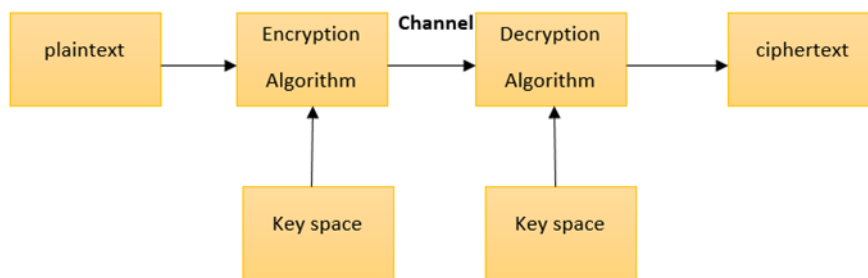 plaintext
Encryption
Algorithm
Channel
Decryption
Algorithm
ciphertext
Key space
Key space